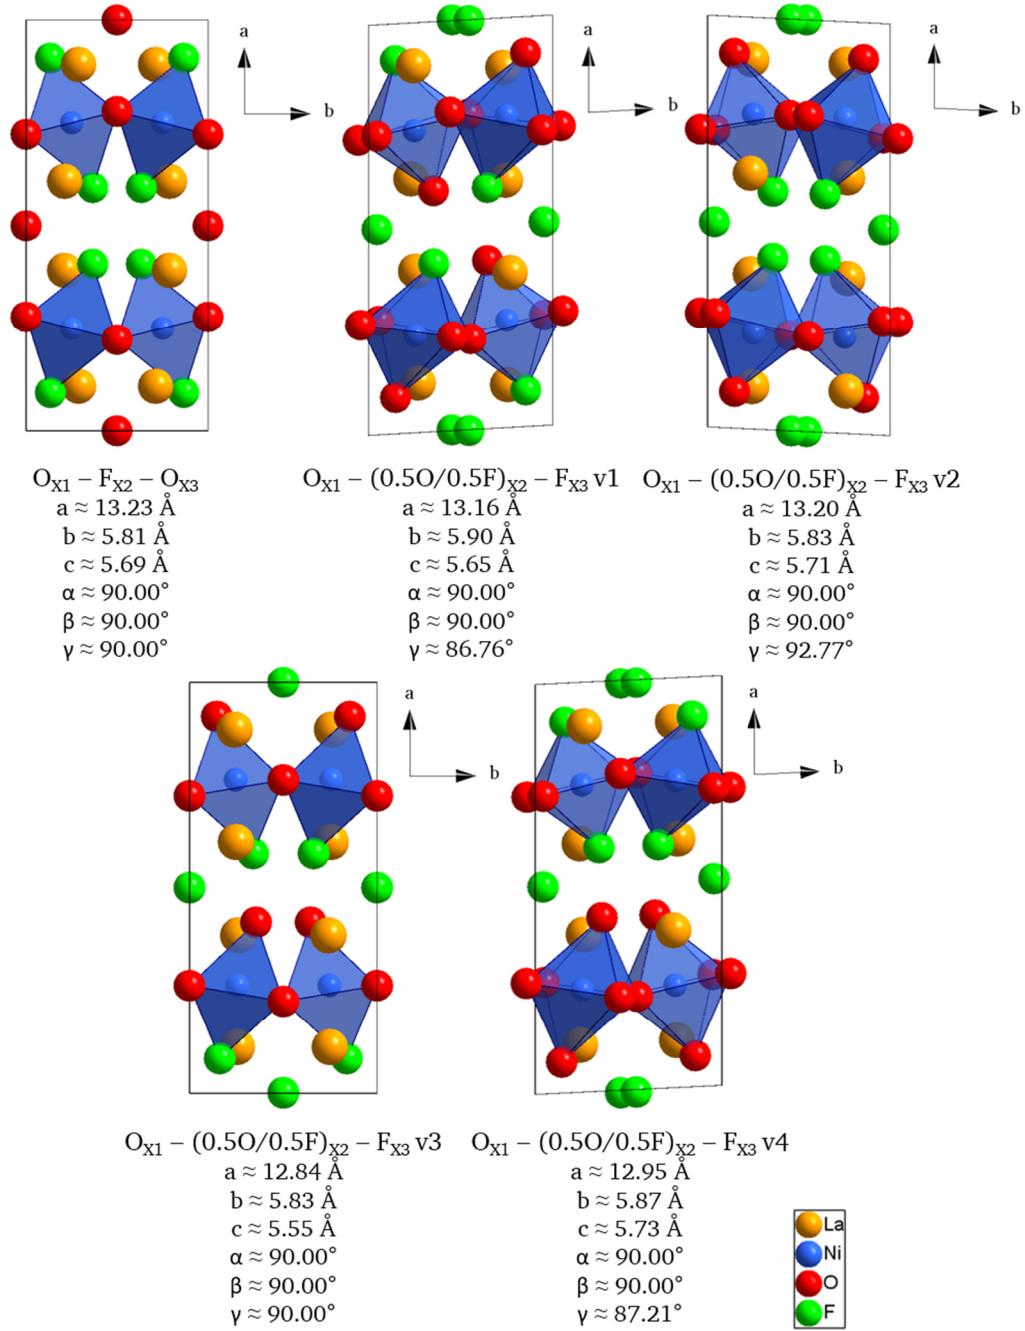 a
b
a
b
a
b
O_X1 – F_X2 – O_X3
a ≈ 13.23 Å
b ≈ 5.81 Å
c ≈ 5.69 Å
α ≈ 90.00°
β ≈ 90.00°
γ ≈ 90.00°
O_X1 – (0.5O/0.5F)_X2 – F_X3 v1
a ≈ 13.16 Å
b ≈ 5.90 Å
c ≈ 5.65 Å
α ≈ 90.00°
β ≈ 90.00°
γ ≈ 86.76°
O_X1 – (0.5O/0.5F)_X2 – F_X3 v2
a ≈ 13.20 Å
b ≈ 5.83 Å
c ≈ 5.71 Å
α ≈ 90.00°
β ≈ 90.00°
γ ≈ 92.77°
a
b
a
b
O_X1 – (0.5O/0.5F)_X2 – F_X3 v3
a ≈ 12.84 Å
b ≈ 5.83 Å
c ≈ 5.55 Å
α ≈ 90.00°
β ≈ 90.00°
γ ≈ 90.00°
O_X1 – (0.5O/0.5F)_X2 – F_X3 v4
a ≈ 12.95 Å
b ≈ 5.87 Å
c ≈ 5.73 Å
α ≈ 90.00°
β ≈ 90.00°
γ ≈ 87.21°
La
Ni
O
F